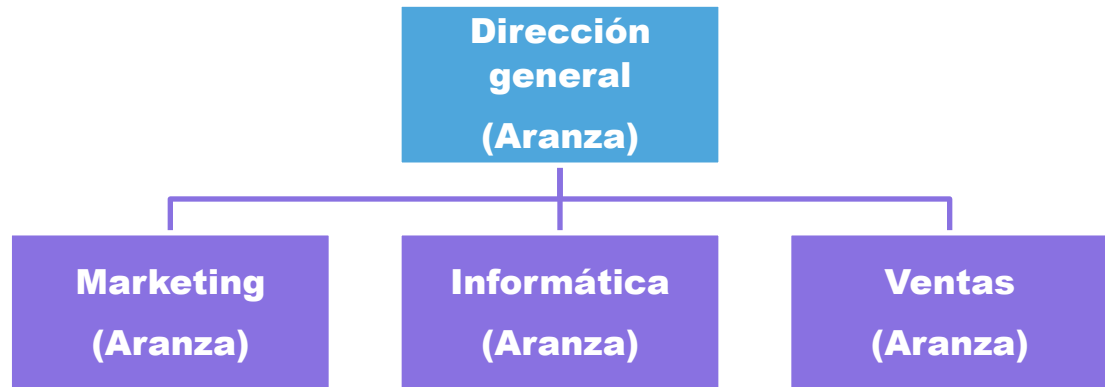 Dirección
general
(Aranza)
Marketing
(Aranza)
Informática
(Aranza)
Ventas
(Aranza)